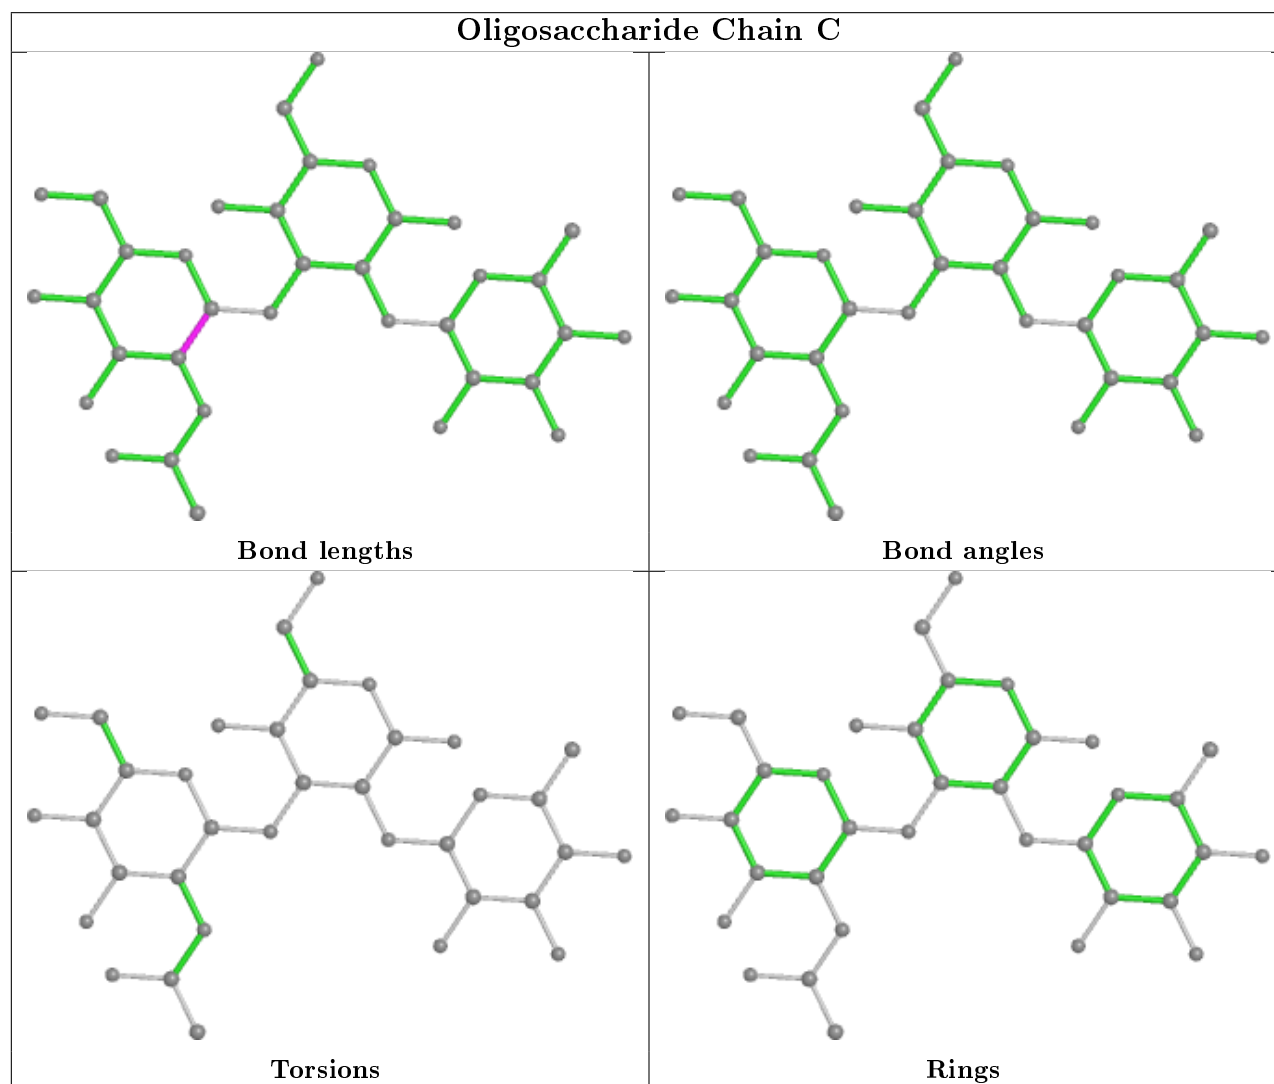 Oligosaccharide Chain C
Bond lengths
Bond angles
Torsions
Rings